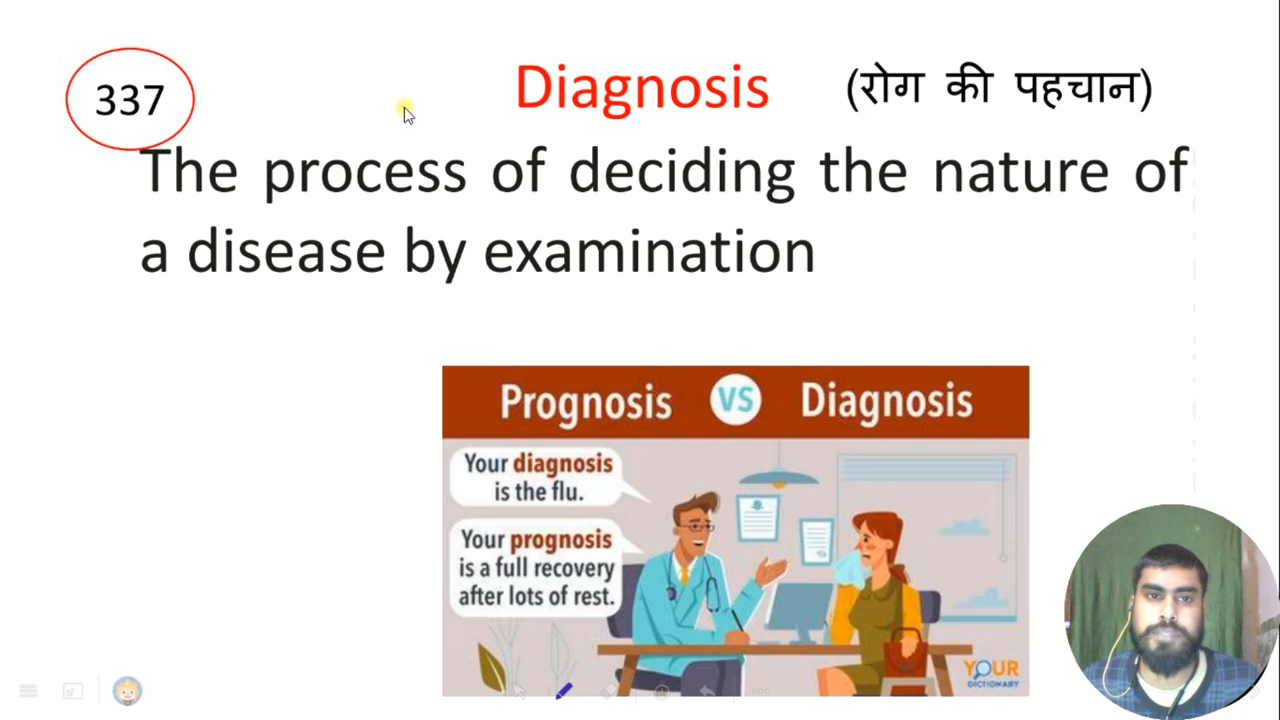 337
Diagnosis (रोग की पहचान)
The process of deciding the nature of
a disease by examination
Prognosis VS Diagnosis
Your diagnosis
is the flu.
Your prognosis
is a full recovery
after lots of rest.
YOUR
DICTIONARY